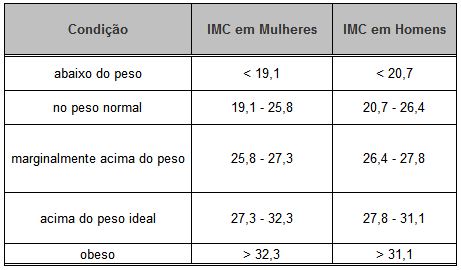 Condição IMC em Mulheres IMC em Homens
abaixo do peso < 19,1 < 20,7
no peso normal 19,1 - 25,8 20,7 - 26,4
marginalmente acima do peso 25,8 - 27,3 26,4 - 27,8
acima do peso ideal 27,3 - 32,3 27,8 - 31,1
obeso > 32,3 > 31,1